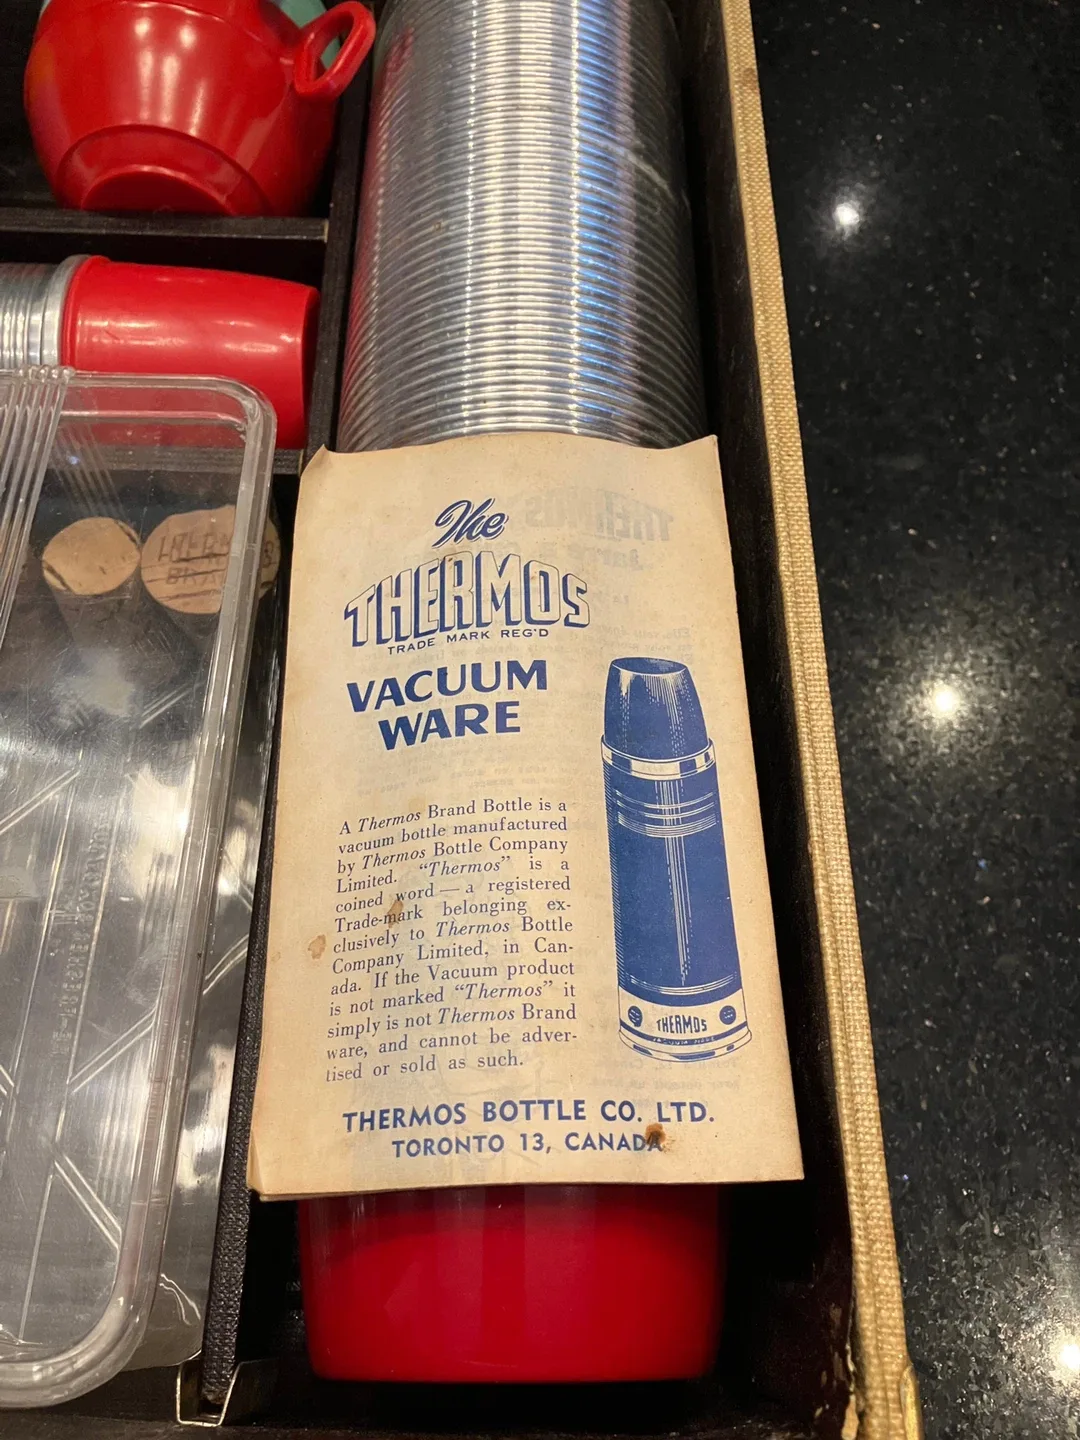 The
THERMOS
TRADE MARK REG'D
VACUUM
WARE
A Thermos Brand Bottle is a
vacuum bottle manufactured
by Thermos Bottle Company
Limited. "Thermos" is a
coined word — a registered
Trade-mark belonging ex-
clusively to Thermos Bottle
Company Limited, in Can-
ada. If the Vacuum product
is not marked "Thermos" it
simply is not Thermos Brand
ware, and cannot be adver-
tised or sold as such.
THERMOS
THERMOS BOTTLE CO. LTD.
TORONTO 13, CANADA